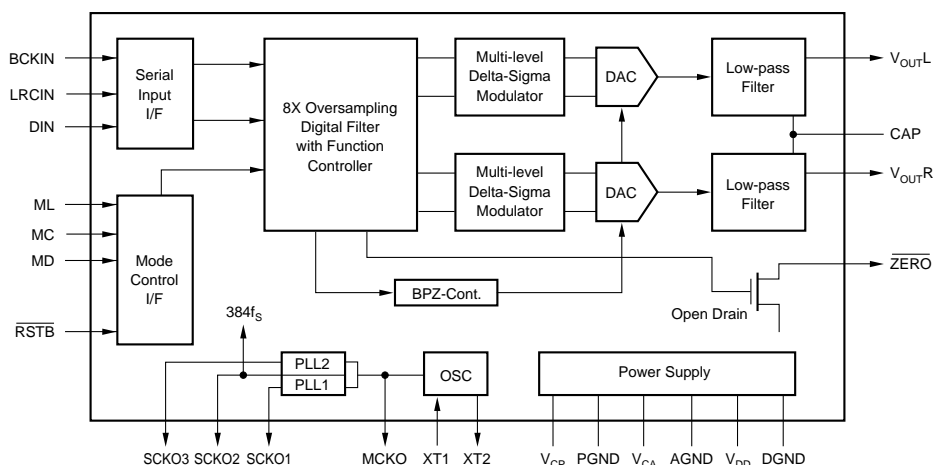 BCKIN
LRCIN
DIN
Serial
Input
I/F
8X Oversampling
Digital Filter
with Function
Controller
Multi-level
Delta-Sigma
Modulator
DAC
Low-pass
Filter
VOUTL
CAP
Multi-level
Delta-Sigma
Modulator
DAC
Low-pass
Filter
VOUTR
ML
MC
MD
RSTB
Mode
Control
I/F
BPZ-Cont.
Open Drain
ZERO
384fS
PLL2
PLL1
OSC
Power Supply
SCKO3
SCKO2
SCKO1
MCKO
XT1
XT2
VCP
PGND
VCA
AGND
VDD
DGND